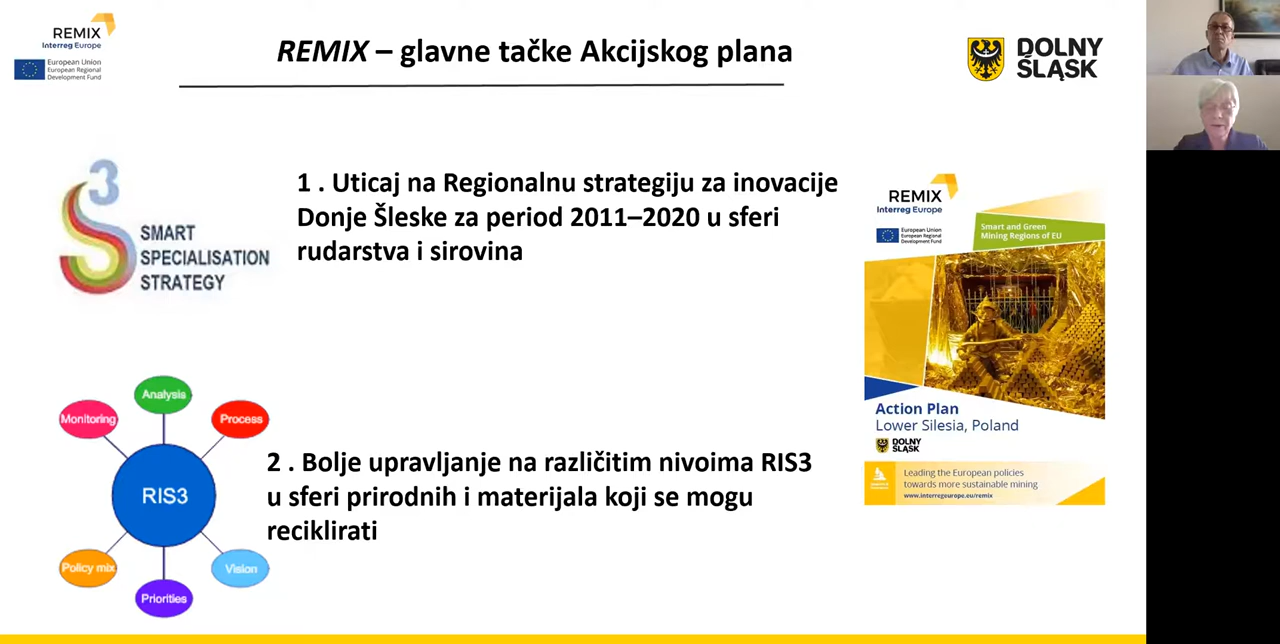 REMIX
Interreg Europe
European Union
European Regional
Development Fund
REMIX – glavne tačke Akcijskog plana
DOLNY
ŚLĄSK
S3
SMART
SPECIALISATION
STRATEGY
1 . Uticaj na Regionalnu strategiju za inovacije
Donje Šleske za period 2011–2020 u sferi
rudarstva i sirovina
Analysis
Monitoring
Process
RIS3
Policy mix
Vision
Priorities
2 . Bolje upravljanje na različitim nivoima RIS3
u sferi prirodnih i materijala koji se mogu
reciklirati
REMIX
Interreg Europe
European Union
European Regional
Development Fund
Smart and Green
Mining Regions of EU
Action Plan
Lower Silesia, Poland
DOLNY
ŚLĄSK
Leading the European policies
towards more sustainable mining
www.interregeurope.eu/remix